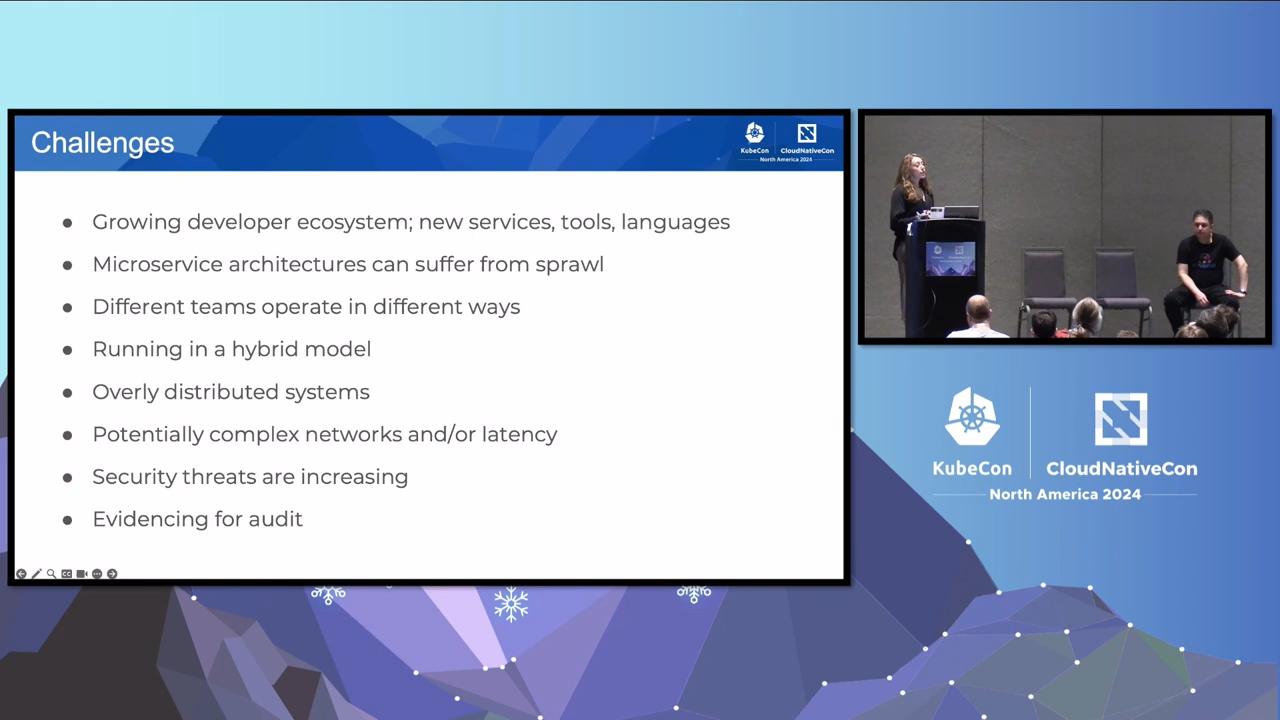 Challenges
KubeCon
CloudNativeCon
North America 2024
Growing developer ecosystem; new services, tools, languages
Microservice architectures can suffer from sprawl
Different teams operate in different ways
Running in a hybrid model
Overly distributed systems
Potentially complex networks and/or latency
Security threats are increasing
Evidencing for audit
KubeCon
CloudNativeCon
North America 2024